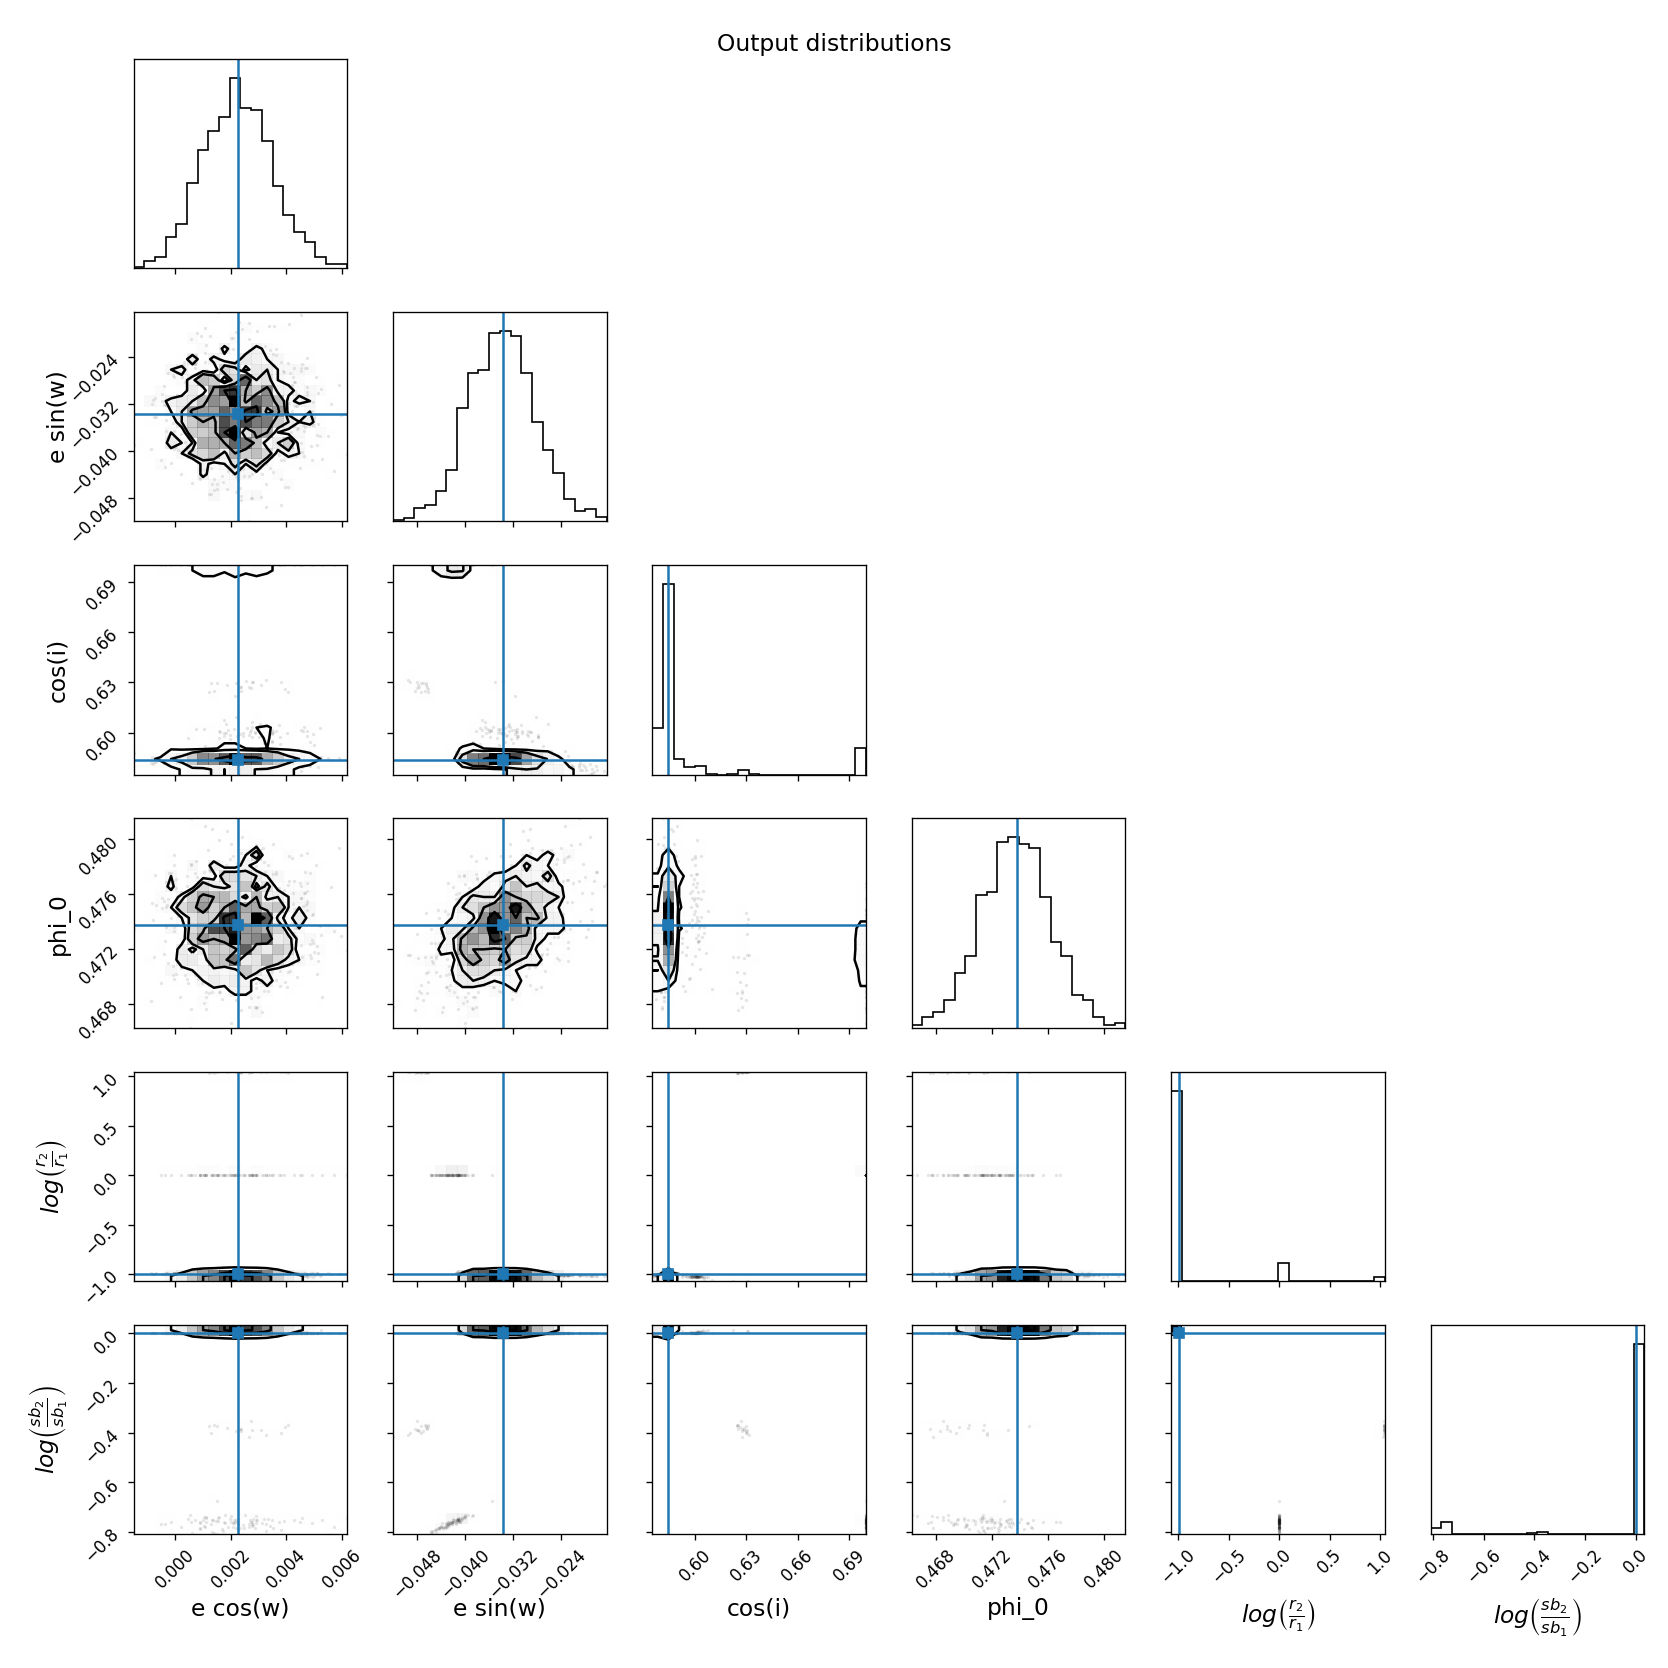 Output distributions
e sin(w)
−0.024
−0.032
−0.040
−0.048
cos(i)
0.69
0.66
0.63
0.60
phi_0
0.480
0.476
0.472
0.468
log(r2/r1)
1.0
0.5
0.0
−0.5
−1.0
log(sb2/sb1)
0.0
−0.2
−0.4
−0.6
−0.8
0.000 0.002 0.004 0.006 −0.048 −0.040 −0.032 −0.024 0.60 0.63 0.66 0.69 0.468 0.472 0.476 0.480 −1.0 −0.5 0.0 0.5 1.0 −0.8 −0.6 −0.4 −0.2 0.0
e cos(w) e sin(w) cos(i) phi_0 log(r2/r1) log(sb2/sb1)